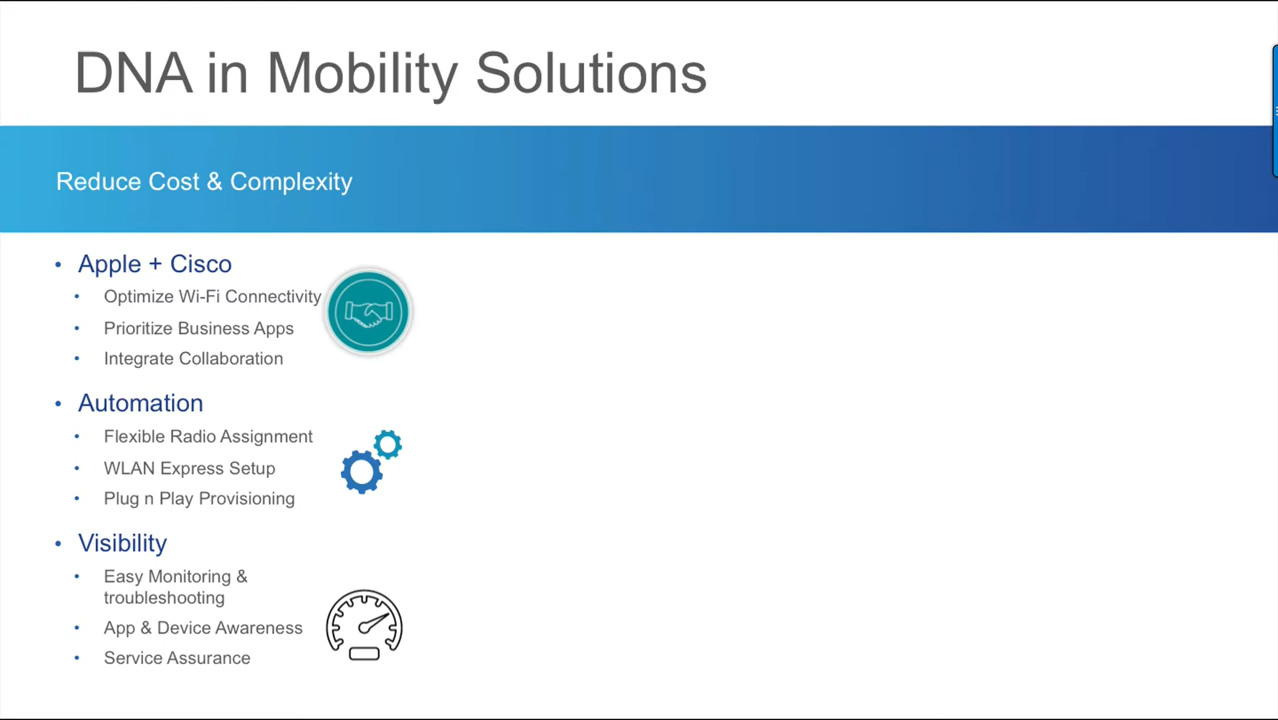 DNA in Mobility Solutions
Reduce Cost & Complexity
• Apple + Cisco
• Optimize Wi-Fi Connectivity
• Prioritize Business Apps
• Integrate Collaboration
• Automation
• Flexible Radio Assignment
• WLAN Express Setup
• Plug n Play Provisioning
• Visibility
• Easy Monitoring &
troubleshooting
• App & Device Awareness
• Service Assurance